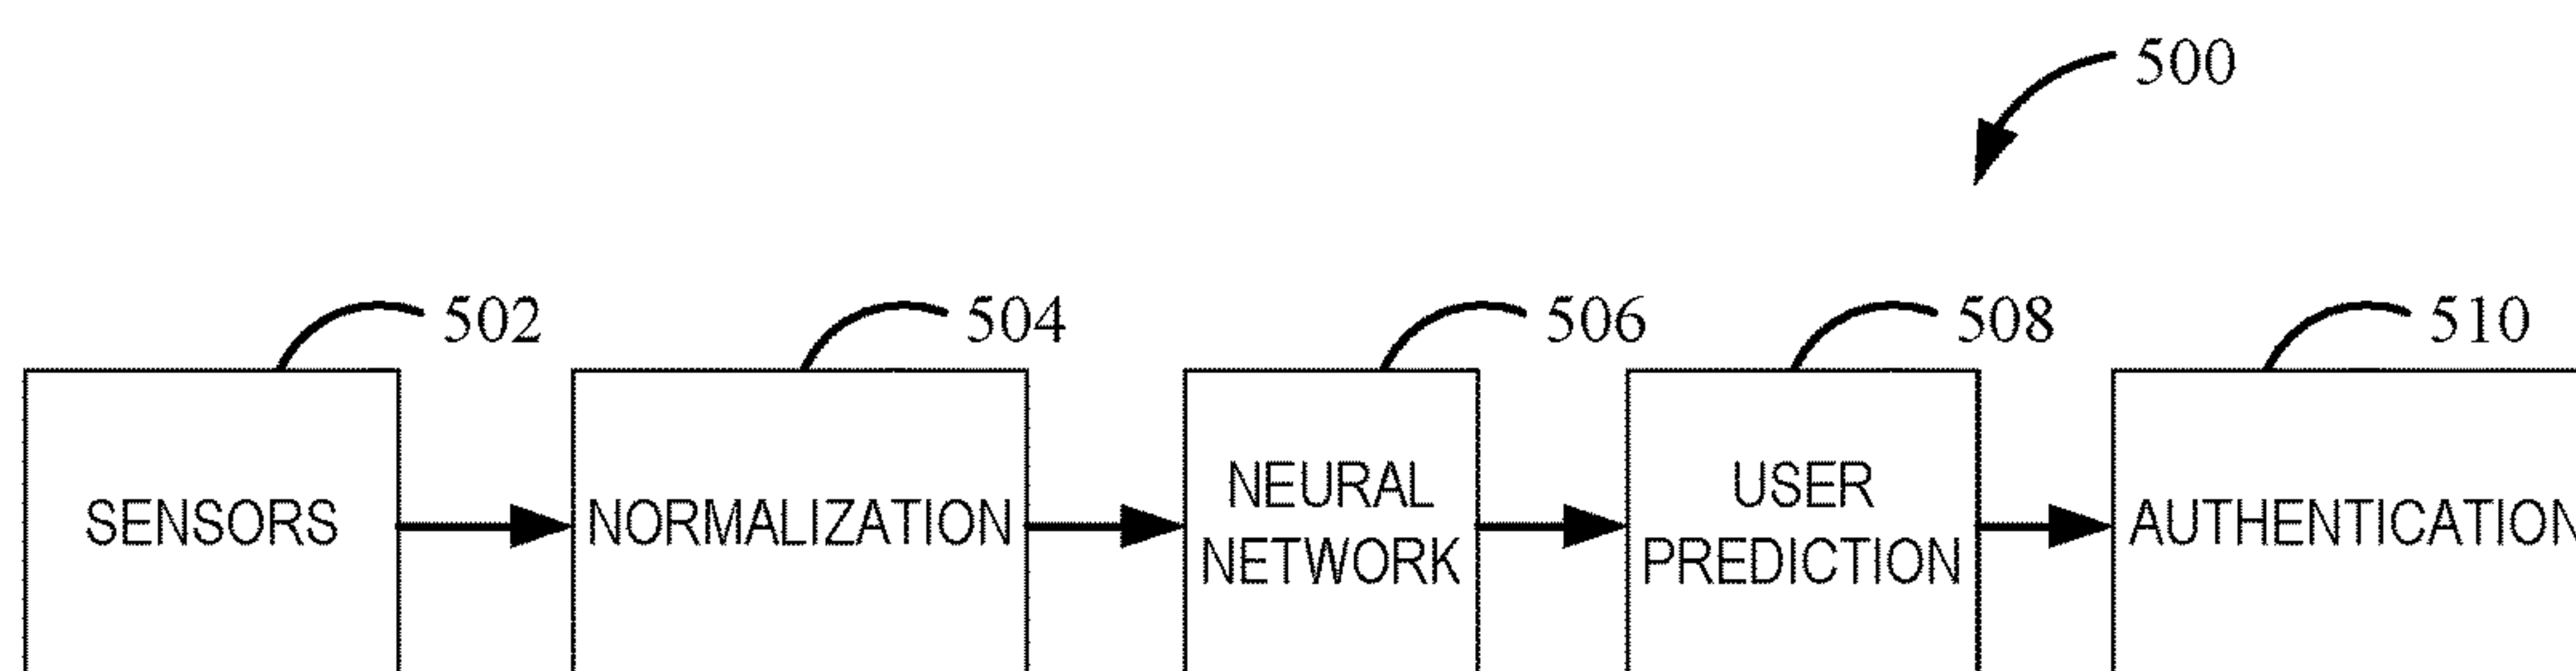 500
502
504
506
508
510
SENSORS
NORMALIZATION
NEURAL
NETWORK
USER
PREDICTION
AUTHENTICATION